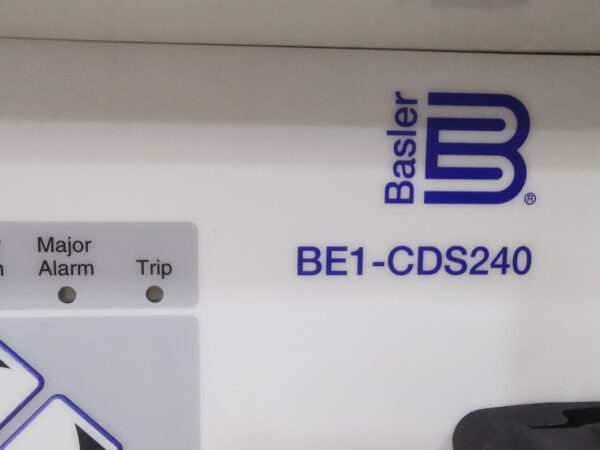 Basler
®
BE1-CDS240
Major
Alarm
Trip